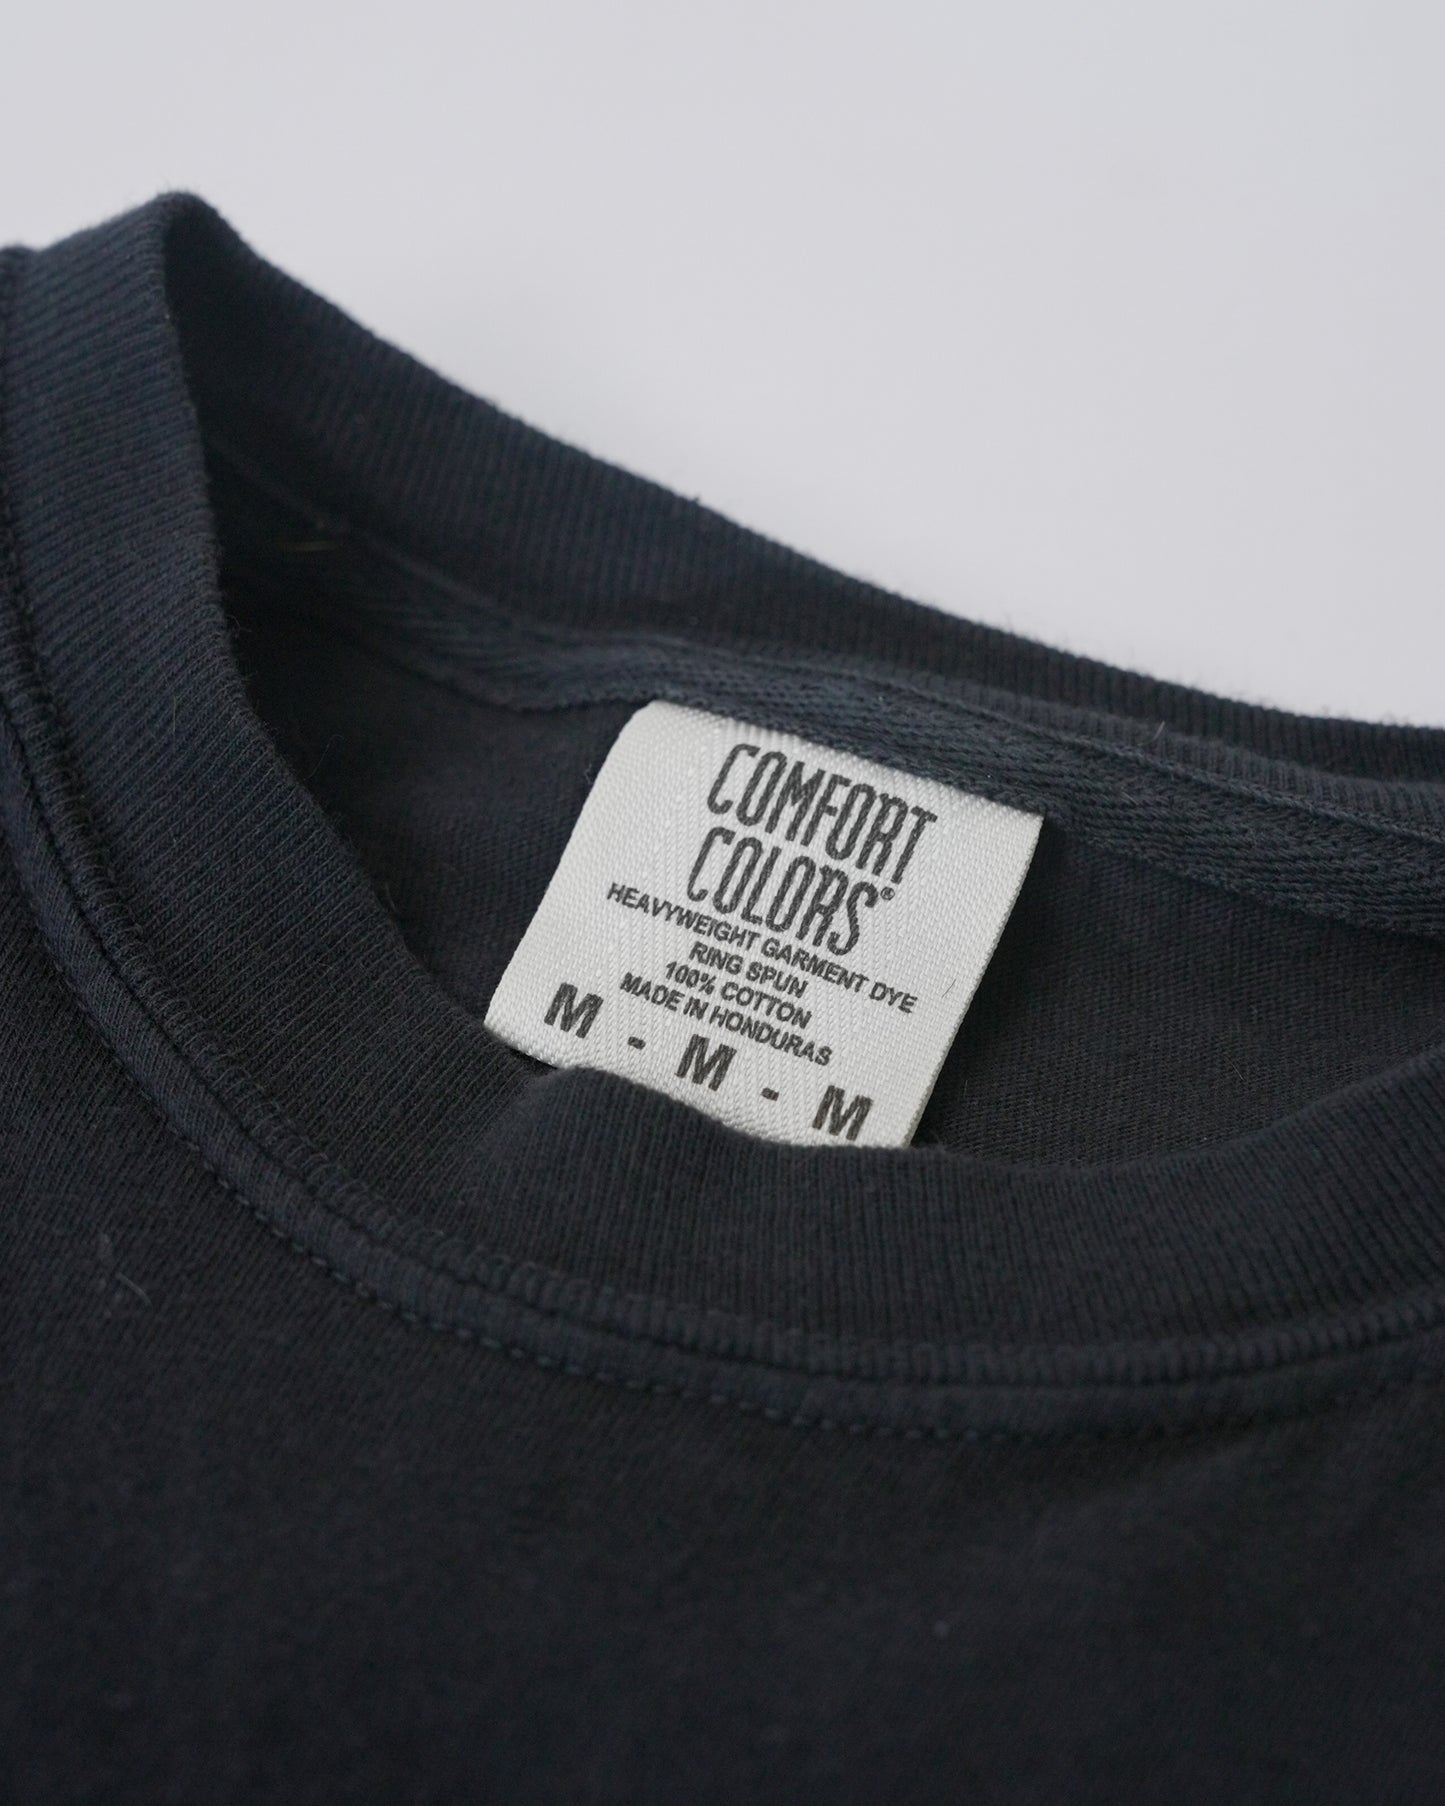 COMFORT
COLORS®
HEAVYWEIGHT GARMENT DYE
RING SPUN
100% COTTON
MADE IN HONDURAS
M - M - M